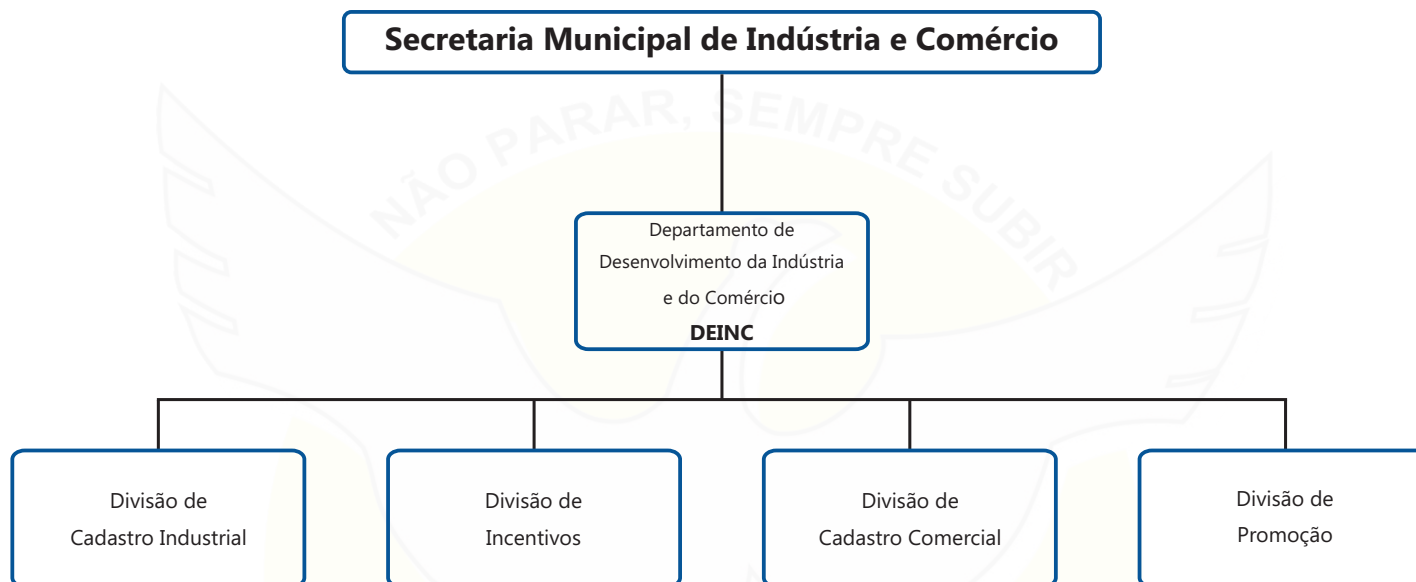 Secretaria Municipal de Indústria e Comércio
NÃO PARAR, SEMPRE SUBIR
Departamento de
Desenvolvimento da Indústria
e do Comércio
DEINC
Divisão de
Cadastro Industrial
Divisão de
Incentivos
Divisão de
Cadastro Comercial
Divisão de
Promoção